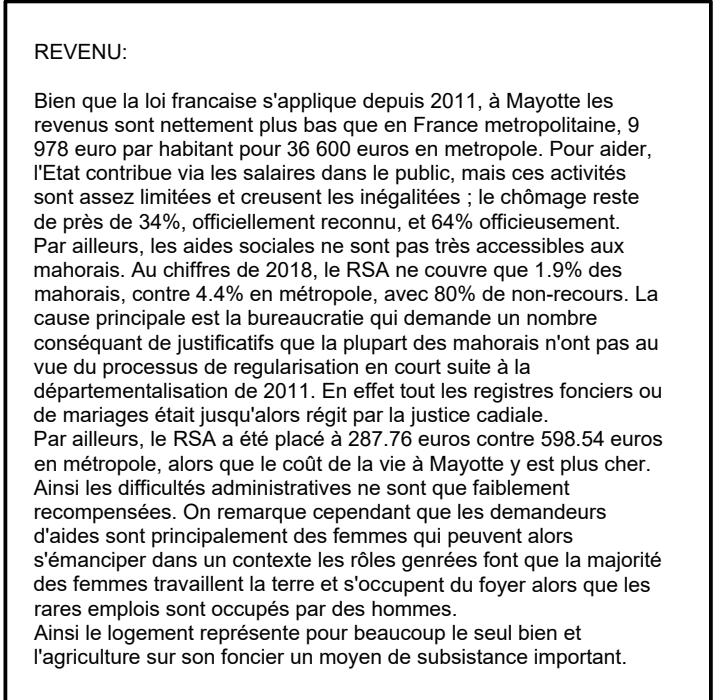 REVENU:
Bien que la loi francaise s'applique depuis 2011, à Mayotte les
revenus sont nettement plus bas que en France metropolitaine, 9
978 euro par habitant pour 36 600 euros en metropole. Pour aider,
l'Etat contribue via les salaires dans le public, mais ces activités
sont assez limitées et creusent les inégalitées ; le chômage reste
de près de 34%, officiellement reconnu, et 64% officieusement.
Par ailleurs, les aides sociales ne sont pas très accessibles aux
mahorais. Au chiffres de 2018, le RSA ne couvre que 1.9% des
mahorais, contre 4.4% en métropole, avec 80% de non-recours. La
cause principale est la bureaucratie qui demande un nombre
conséquant de justificatifs que la plupart des mahorais n'ont pas au
vue du processus de regularisation en court suite à la
départementalisation de 2011. En effet tout les registres fonciers ou
de mariages était jusqu'alors régit par la justice cadiale.
Par ailleurs, le RSA a été placé à 287.76 euros contre 598.54 euros
en métropole, alors que le coût de la vie à Mayotte y est plus cher.
Ainsi les difficultés administratives ne sont que faiblement
recompensées. On remarque cependant que les demandeurs
d'aides sont principalement des femmes qui peuvent alors
s'émanciper dans un contexte les rôles genrées font que la majorité
des femmes travaillent la terre et s'occupent du foyer alors que les
rares emplois sont occupés par des hommes.
Ainsi le logement représente pour beaucoup le seul bien et
l'agriculture sur son foncier un moyen de subsistance important.